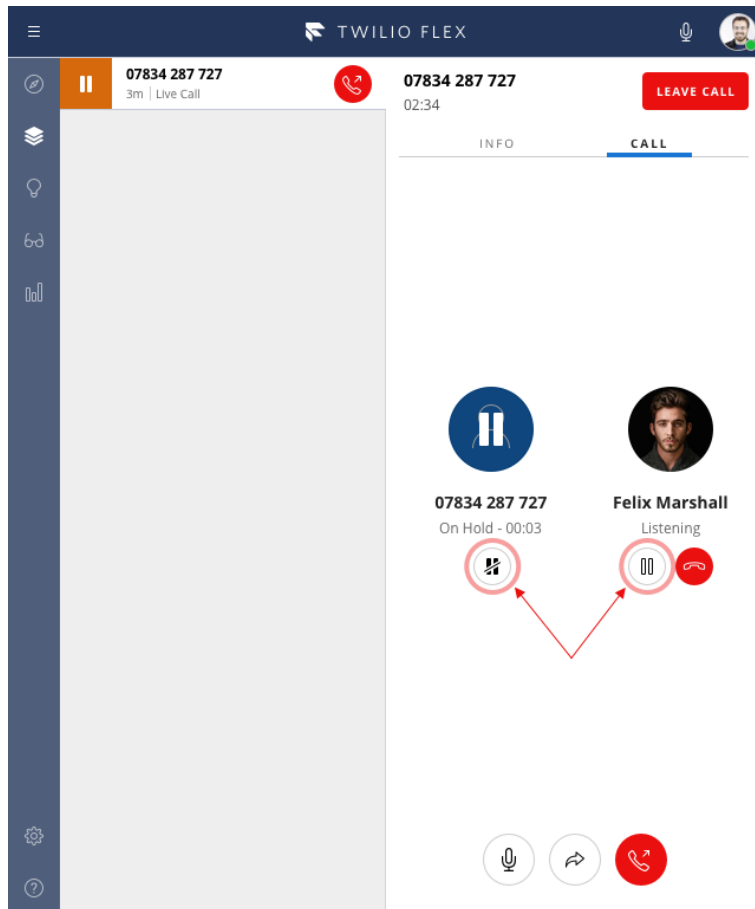 TWILIO FLEX
07834 287 727
3m | Live Call
07834 287 727
02:34
LEAVE CALL
INFO
CALL
07834 287 727
On Hold - 00:03
Felix Marshall
Listening
?